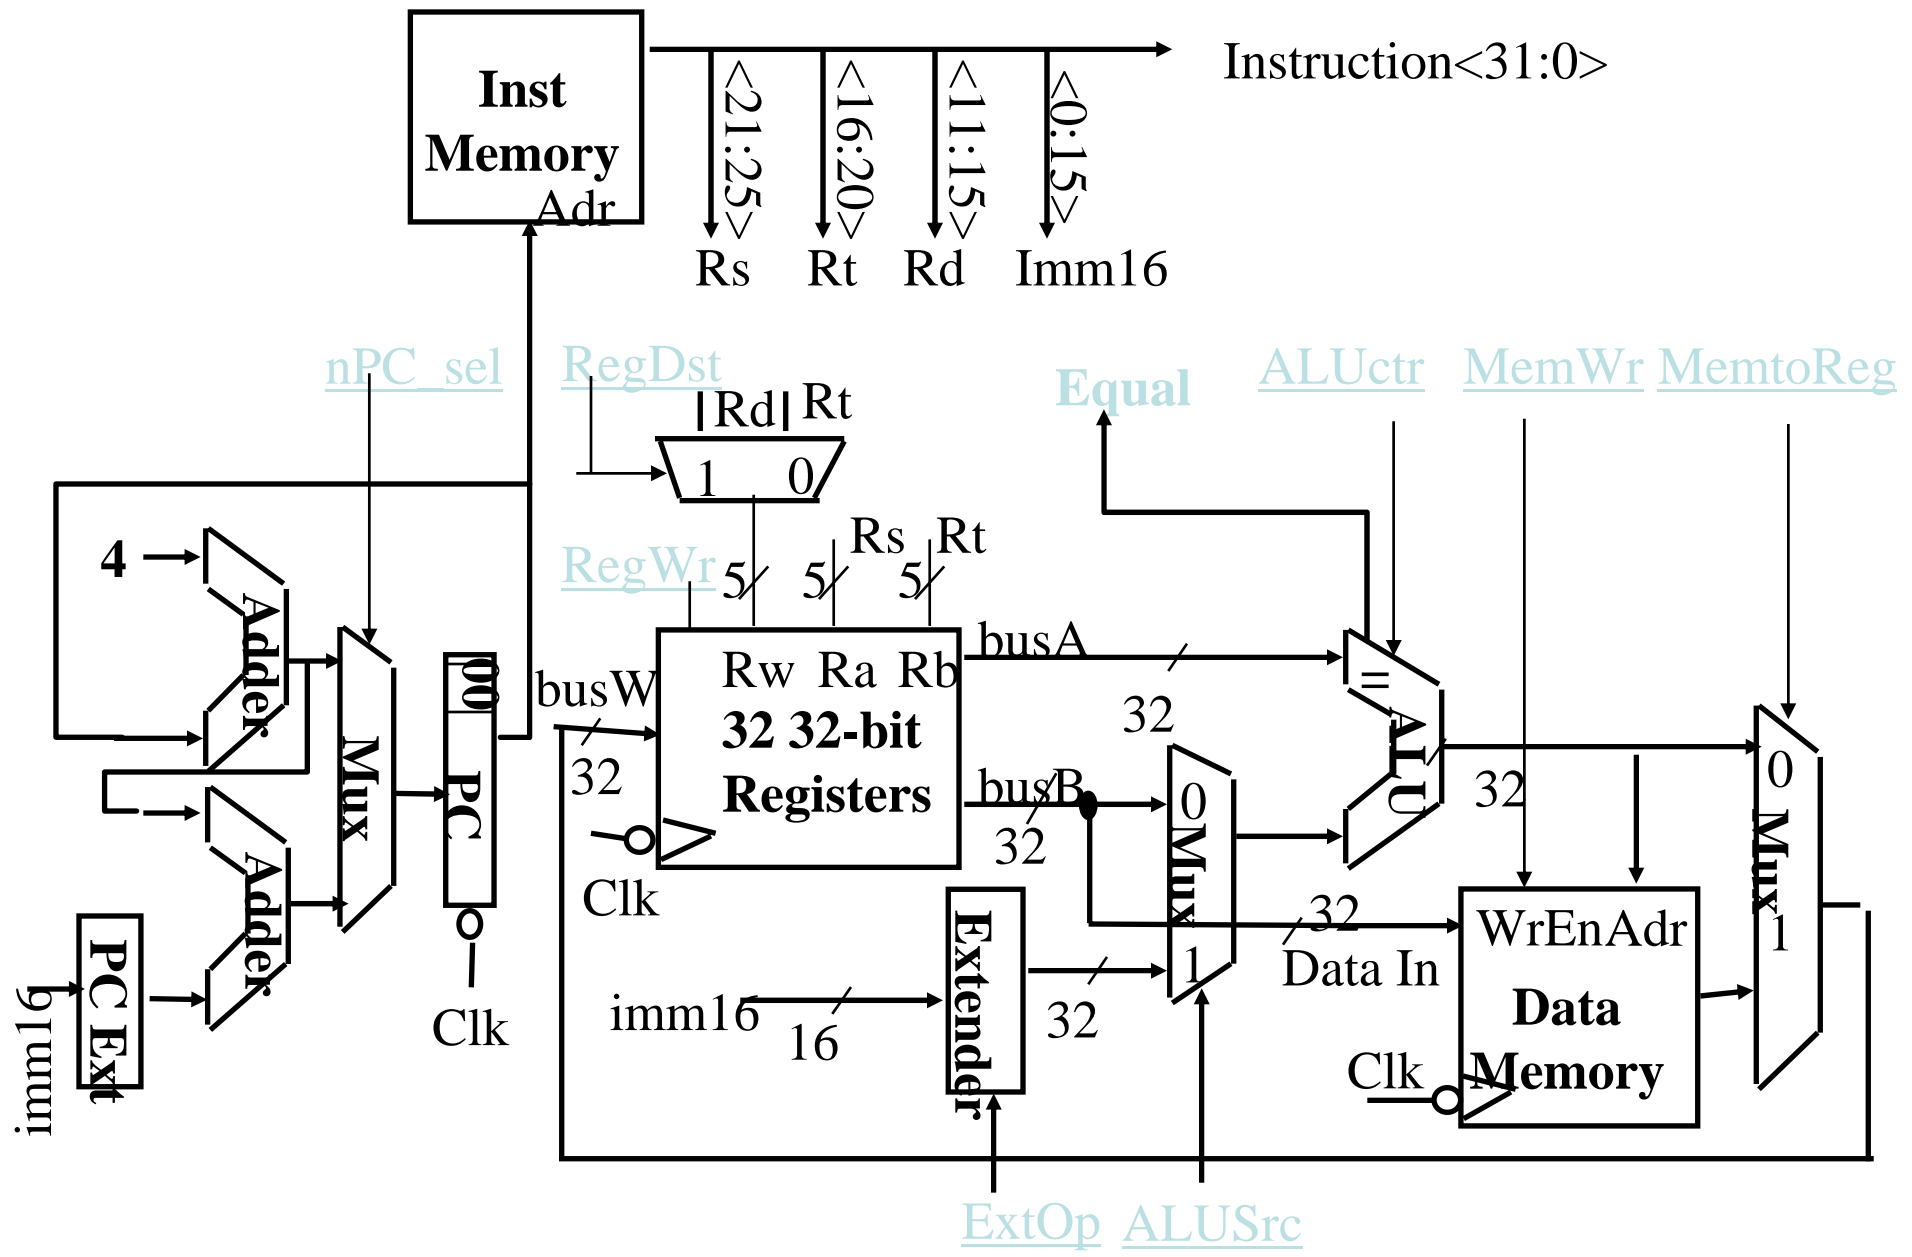 Inst
Memory
Adr
Instruction<31:0>
<21:25>
<16:20>
<11:15>
<0:15>
Rs
Rt
Rd
Imm16
nPC_sel
RegDst
Rd
Rt
1
0
Equal
ALUctr
MemWr
MemtoReg
4
Adder
RegWr
5
5
Rs
5
Rt
00
PC
Mux
busW
32
Rw Ra Rb
32 32-bit
Registers
Clk
busA
32
busB
32
=
ALU
32
0
Mux
1
0
Mux
1
Adder
PC Ext
imm16
Clk
imm16
16
Extender
32
32
Data In
WrEnAdr
Data
Memory
Clk
ExtOp
ALUSrc